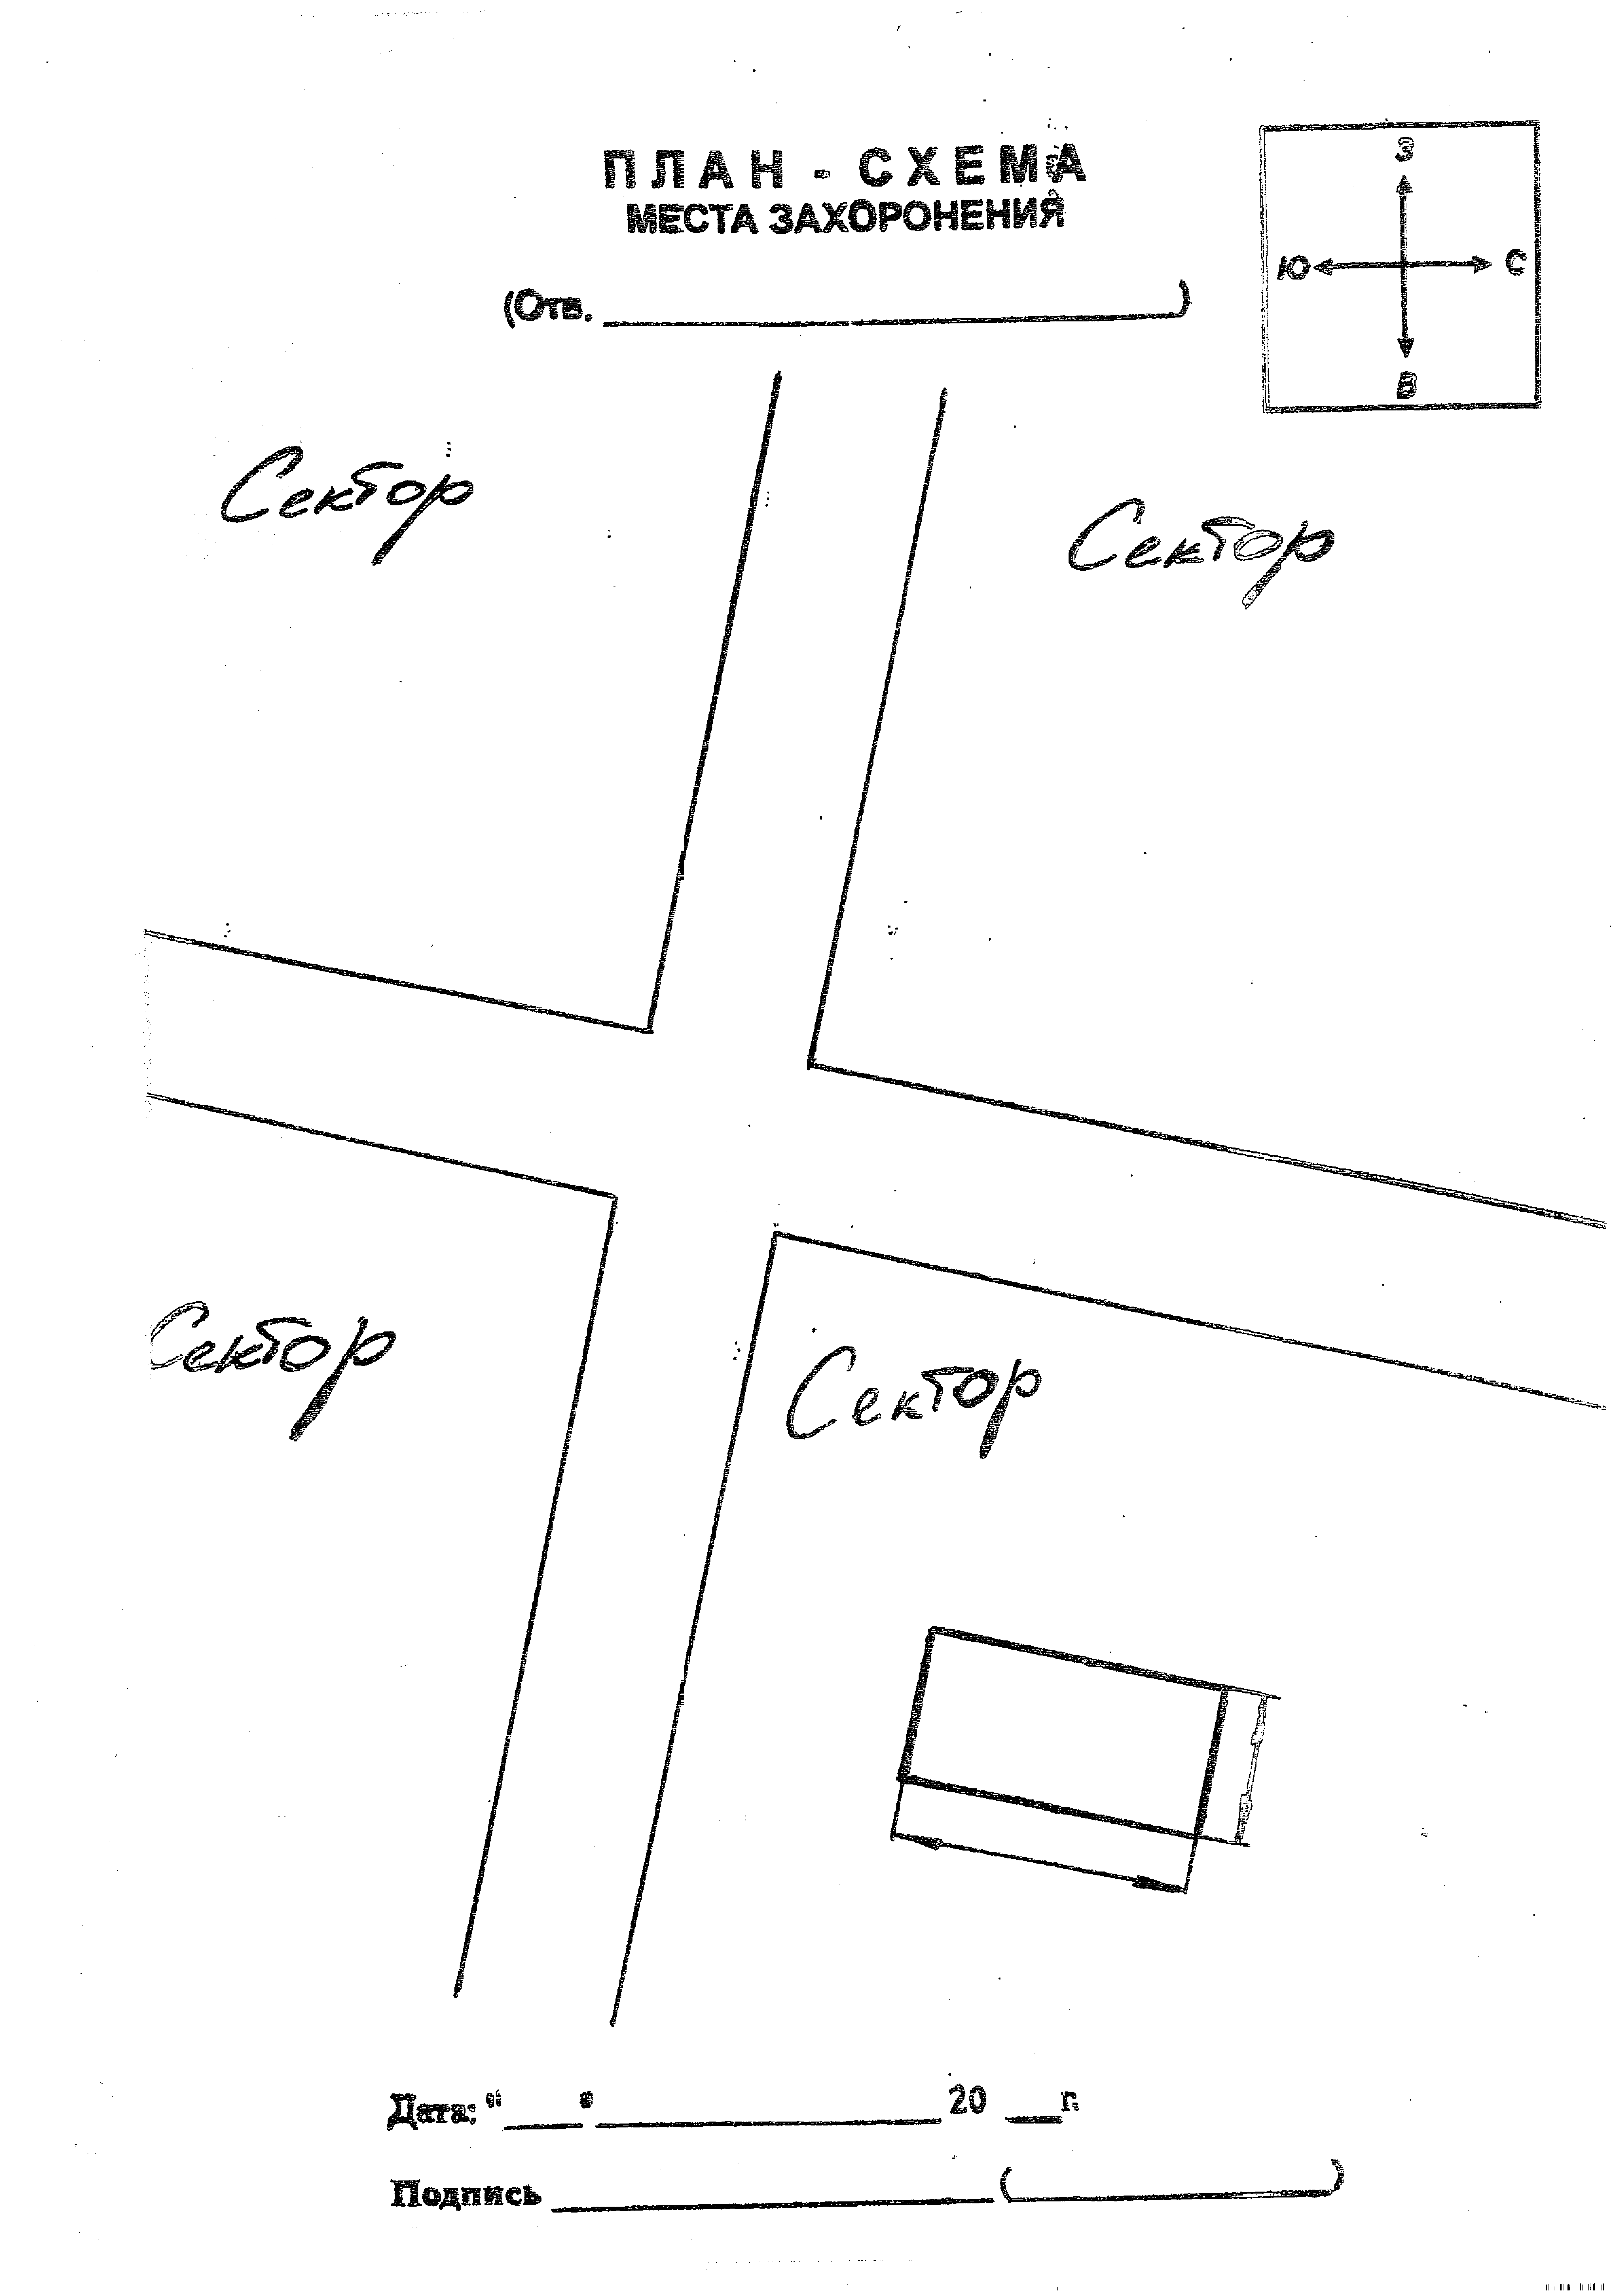 ПЛАН - СХЕМА
МЕСТА ЗАХОРОНЕНИЯ
(Отв. )
З
Ю С
В
Сектор
Сектор
Сектор
Сектор
Дата: " " 20 г.
Подпись ( )